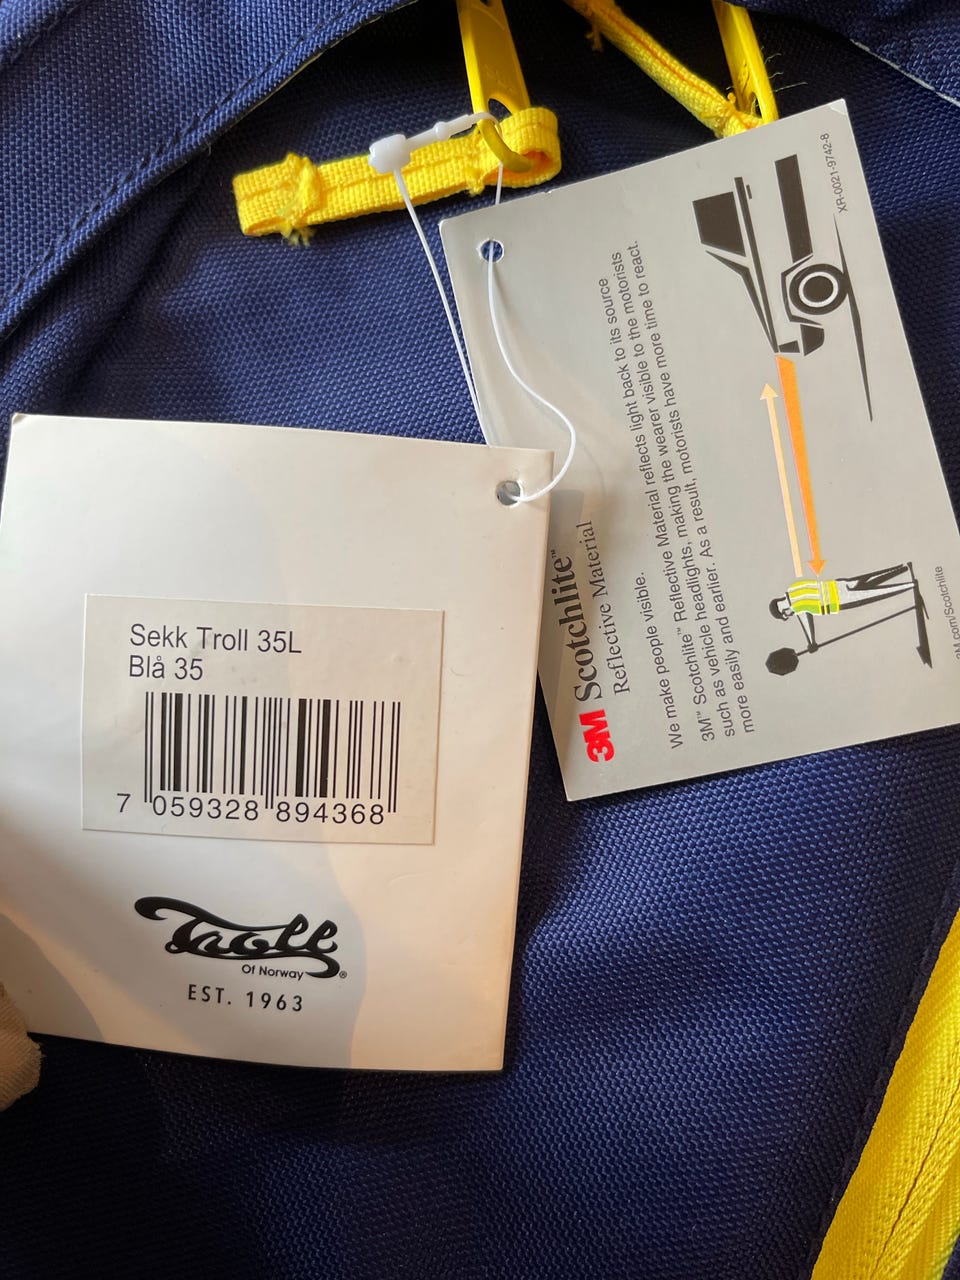 Sekk Troll 35L
Blå 35
7 059328 894368
Troll
Of Norway®
EST. 1963
3M Scotchlite™
Reflective Material
We make people visible.
3M™ Scotchlite™ Reflective Material reflects light back to its source
such as vehicle headlights, making the wearer visible to the motorists
more easily and earlier. As a result, motorists have more time to react.
3M.com/Scotchlite
XR-0021-9742-8